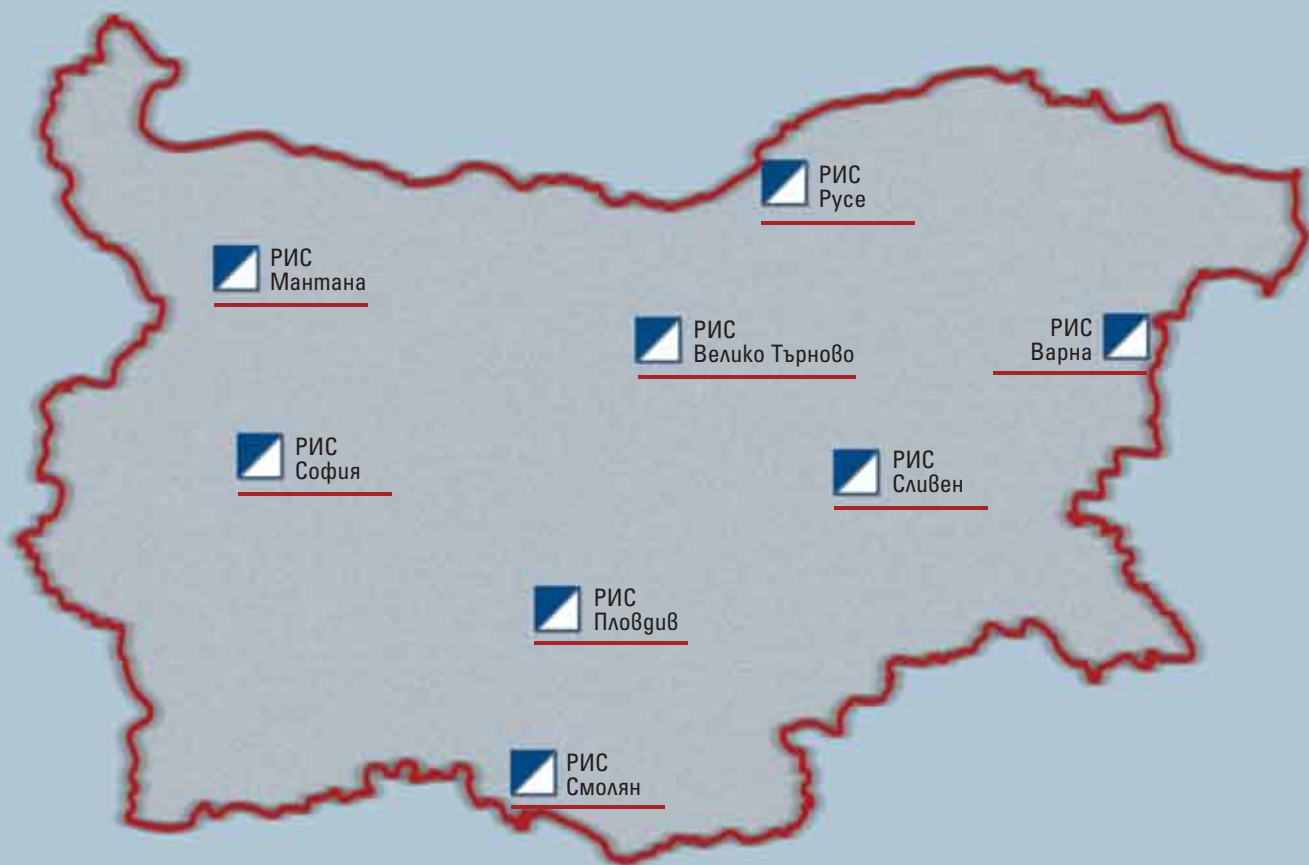 РИС
Русе
РИС
Мантана
РИС
Велико Търново
РИС
Варна
РИС
София
РИС
Сливен
РИС
Пловдив
РИС
Смолян